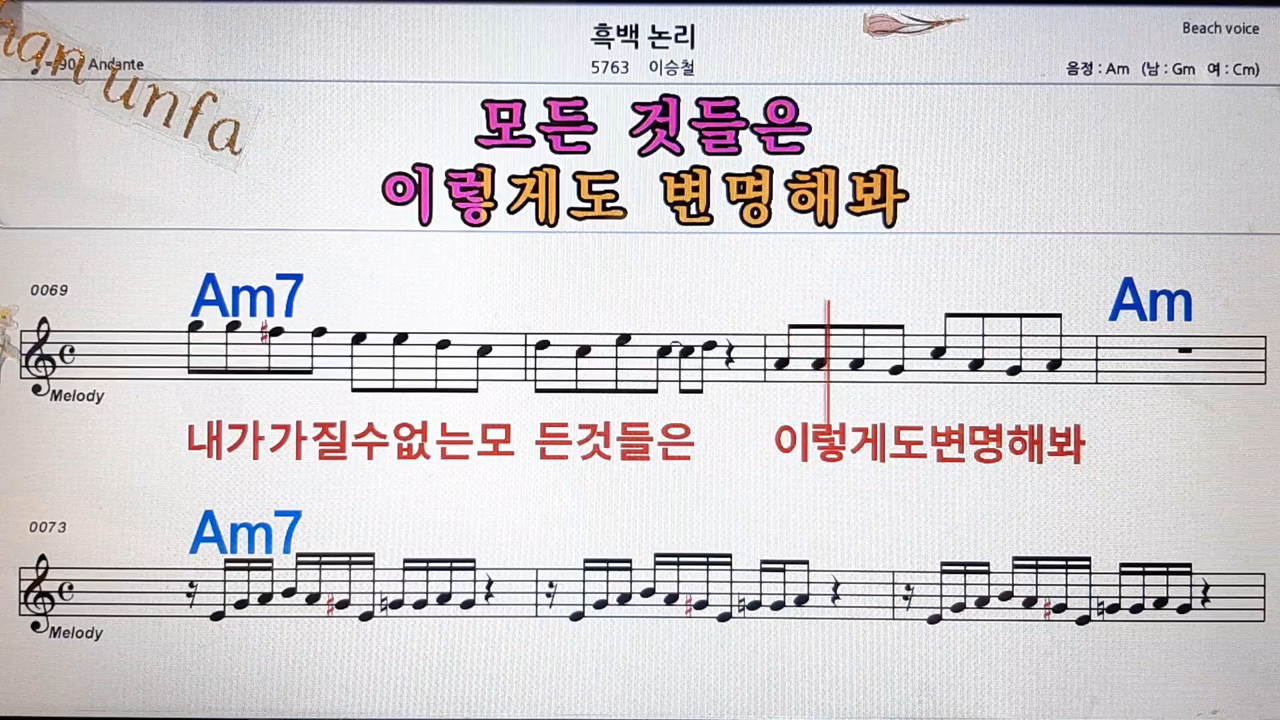 흑백 논리
Beach voice
= 90 Andante
5763 이승철
음정 : Am (남 : Gm 여 : Cm)
han unfa
모든 것들은
이렇게도 변명해봐
0069
Am7
Am
Melody
내가가질수없는모 든것들은 이렇게도변명해봐
0073
Am7
Melody